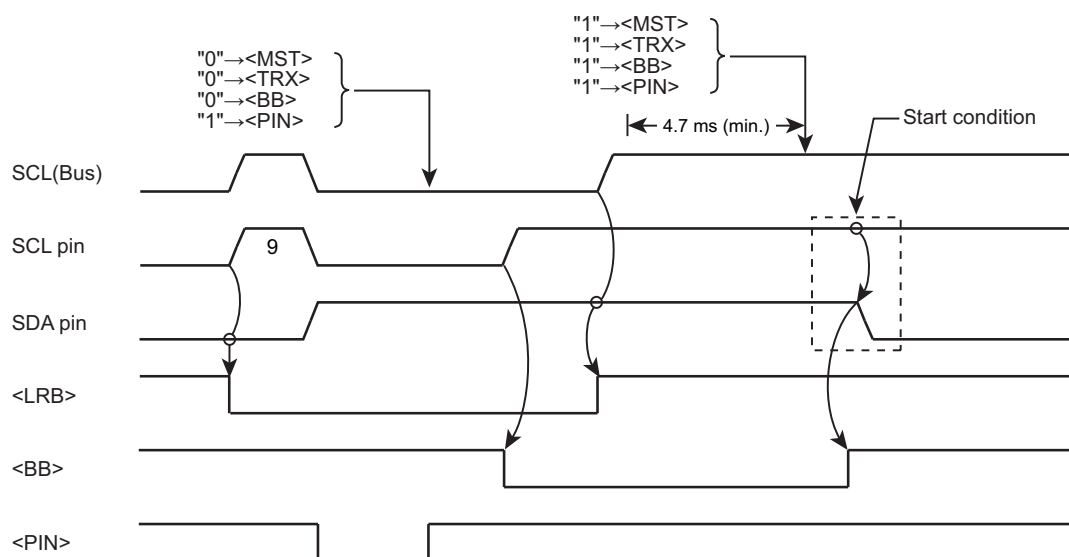 "0"→<MST>
"0"→<TRX>
"0"→<BB>
"1"→<PIN>
"1"→<MST>
"1"→<TRX>
"1"→<BB>
"1"→<PIN>
4.7 ms (min.)
Start condition
SCL(Bus)
SCL pin
9
SDA pin
<LRB>
<BB>
<PIN>